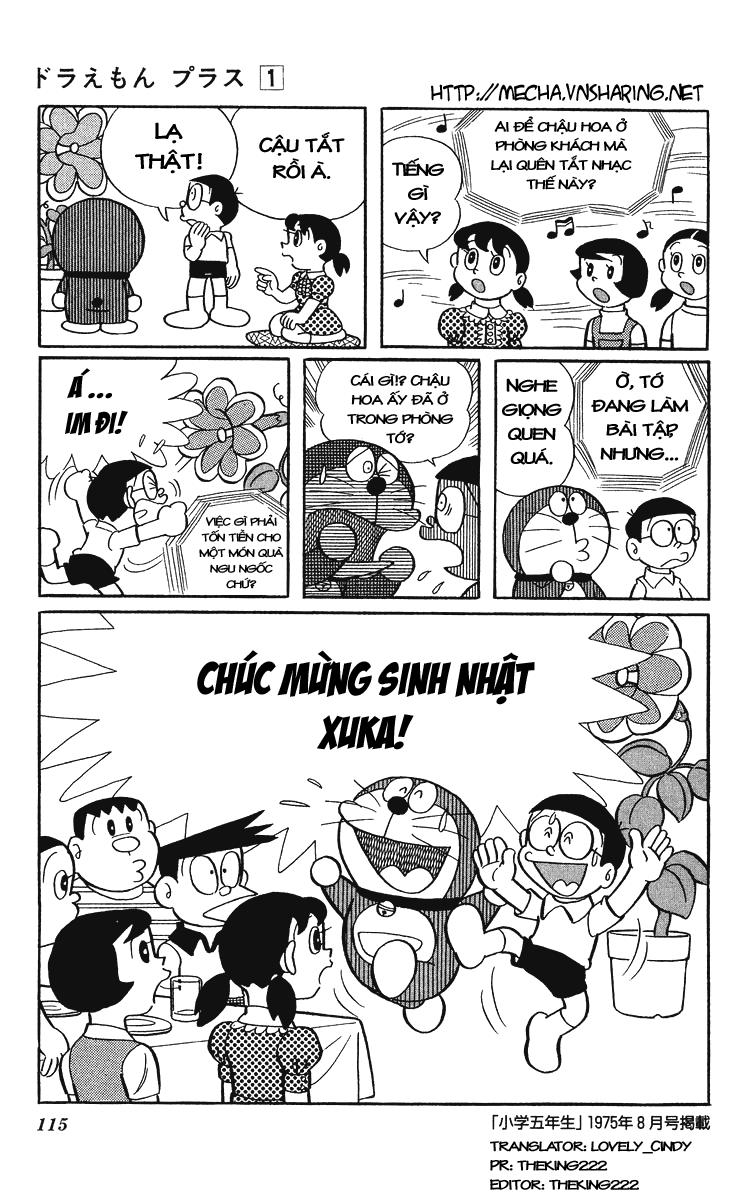 ドラえもん プラス 1
HTTP://MECHA.VNSHARING.NET
LẠ
THẬT!
CẬU TẮT
RỒI À.
AI ĐỂ CHẬU HOA Ở
PHÒNG KHÁCH MÀ
LẠI QUÊN TẮT NHẠC
THẾ NÀY?
TIẾNG
GÌ
VẬY?
Á ...
IM ĐI!
VIỆC GÌ PHẢI
TỐN TIỀN CHO
MỘT MÓN QUÀ
NGU NGỐC
CHỨ?
CÁI GÌ!? CHẬU
HOA ẤY ĐÃ Ở
TRONG PHÒNG
TỚ?
NGHE
GIỌNG
QUEN
QUÁ.
Ờ, TỚ
ĐANG LÀM
BÀI TẬP,
NHƯNG...
CHÚC MỪNG SINH NHẬT
XUKA!
115
「小学五年生」1975年8月号掲載
TRANSLATOR: LOVELY_CINDY
PR: THEKING222
EDITOR: THEKING222